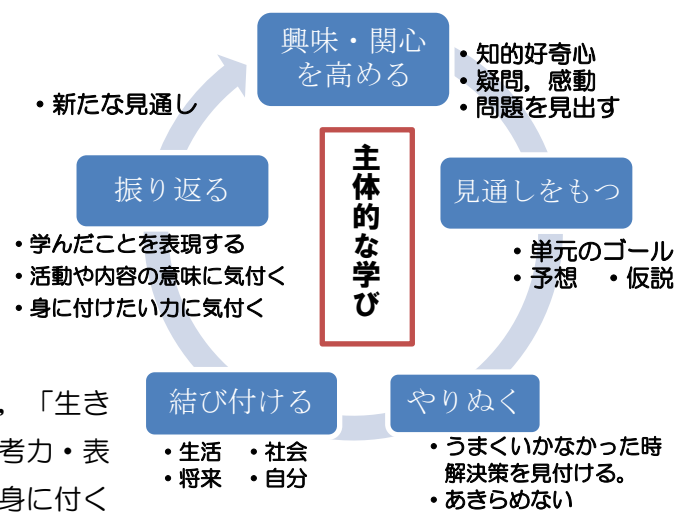 興味・関心
を高める
・知的好奇心
・疑問，感動
・問題を見出す
見通しをもつ
・単元のゴール
・予想　・仮説
やりぬく
・うまくいかなかった時
解決策を見付ける。
・あきらめない
結び付ける
・生活　・社会
・将来　・自分
振り返る
・学んだことを表現する
・活動や内容の意味に気付く
・身に付けたい力に気付く
・新たな見通し
主体的な学び
，「生き
考力・表
身に付く